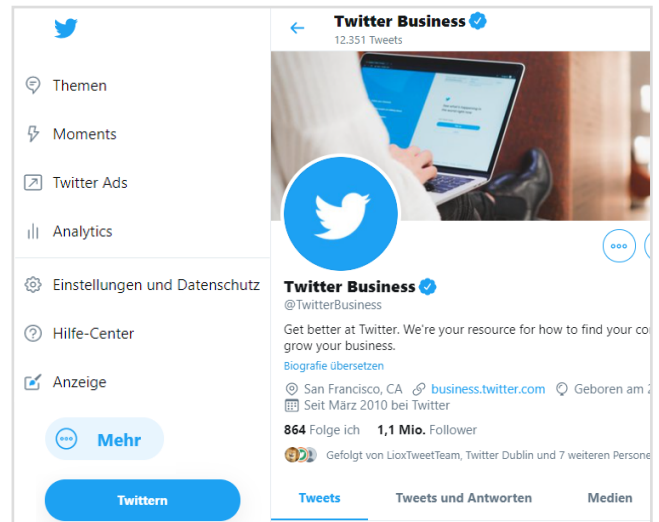 Themen
Moments
Twitter Ads
Analytics
Einstellungen und Datenschutz
Hilfe-Center
Anzeige
Mehr
Twittern
Twitter Business
12.351 Tweets
Twitter Business
@TwitterBusiness
Get better at Twitter. We're your resource for how to find your co
grow your business.
Biografie übersetzen
San Francisco, CA business.twitter.com Geboren am
Seit März 2010 bei Twitter
864 Folge ich 1,1 Mio. Follower
Gefolgt von LioxTweetTeam, Twitter Dublin und 7 weiteren Persone
Tweets Tweets und Antworten Medien